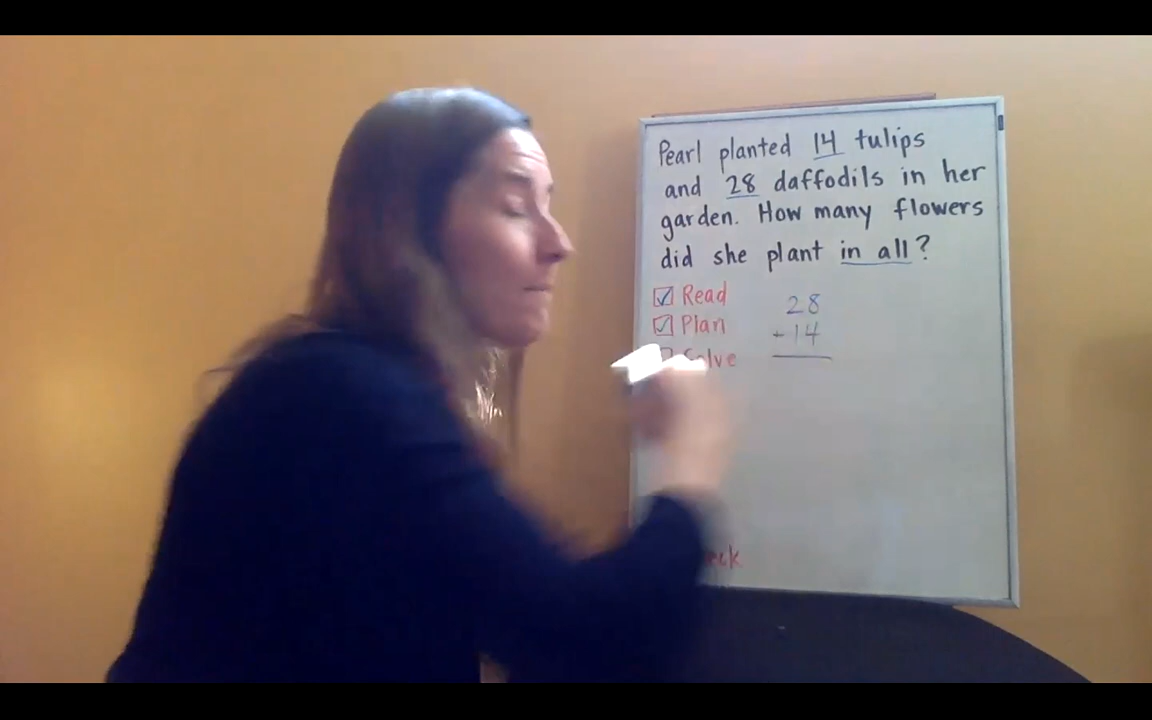 Pearl planted 14 tulips
and 28 daffodils in her
garden. How many flowers
did she plant in all?
Read
Plan
28
+14